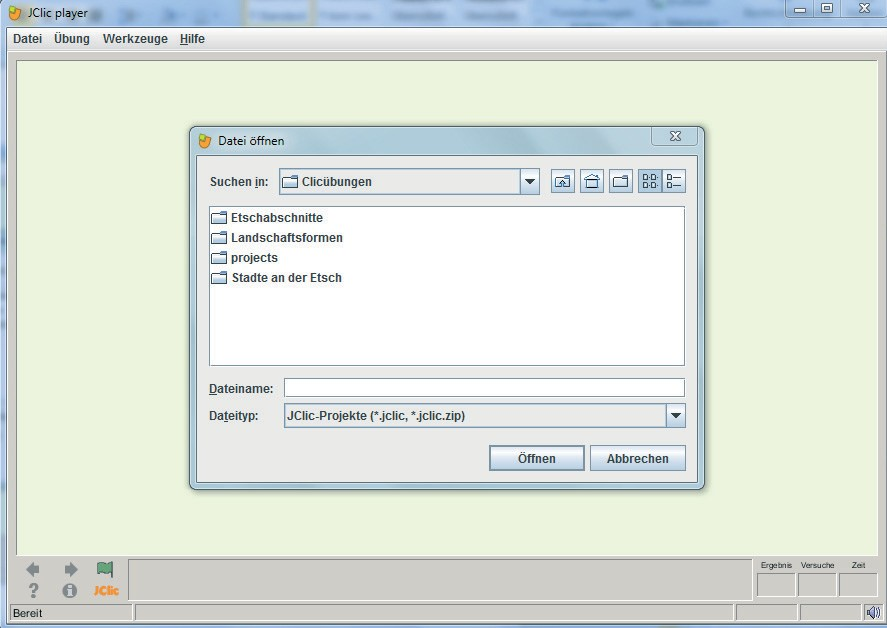 JClic player
Datei Übung Werkzeuge Hilfe
Datei öffnen
Suchen in: Clicübungen
Etschabschnitte
Landschaftsformen
projects
Stadte an der Etsch
Dateiname:
Dateityp: JClic-Projekte (*.jclic, *.jclic.zip)
Öffnen Abbrechen
Ergebnis Versuche Zeit
JClic
Bereit